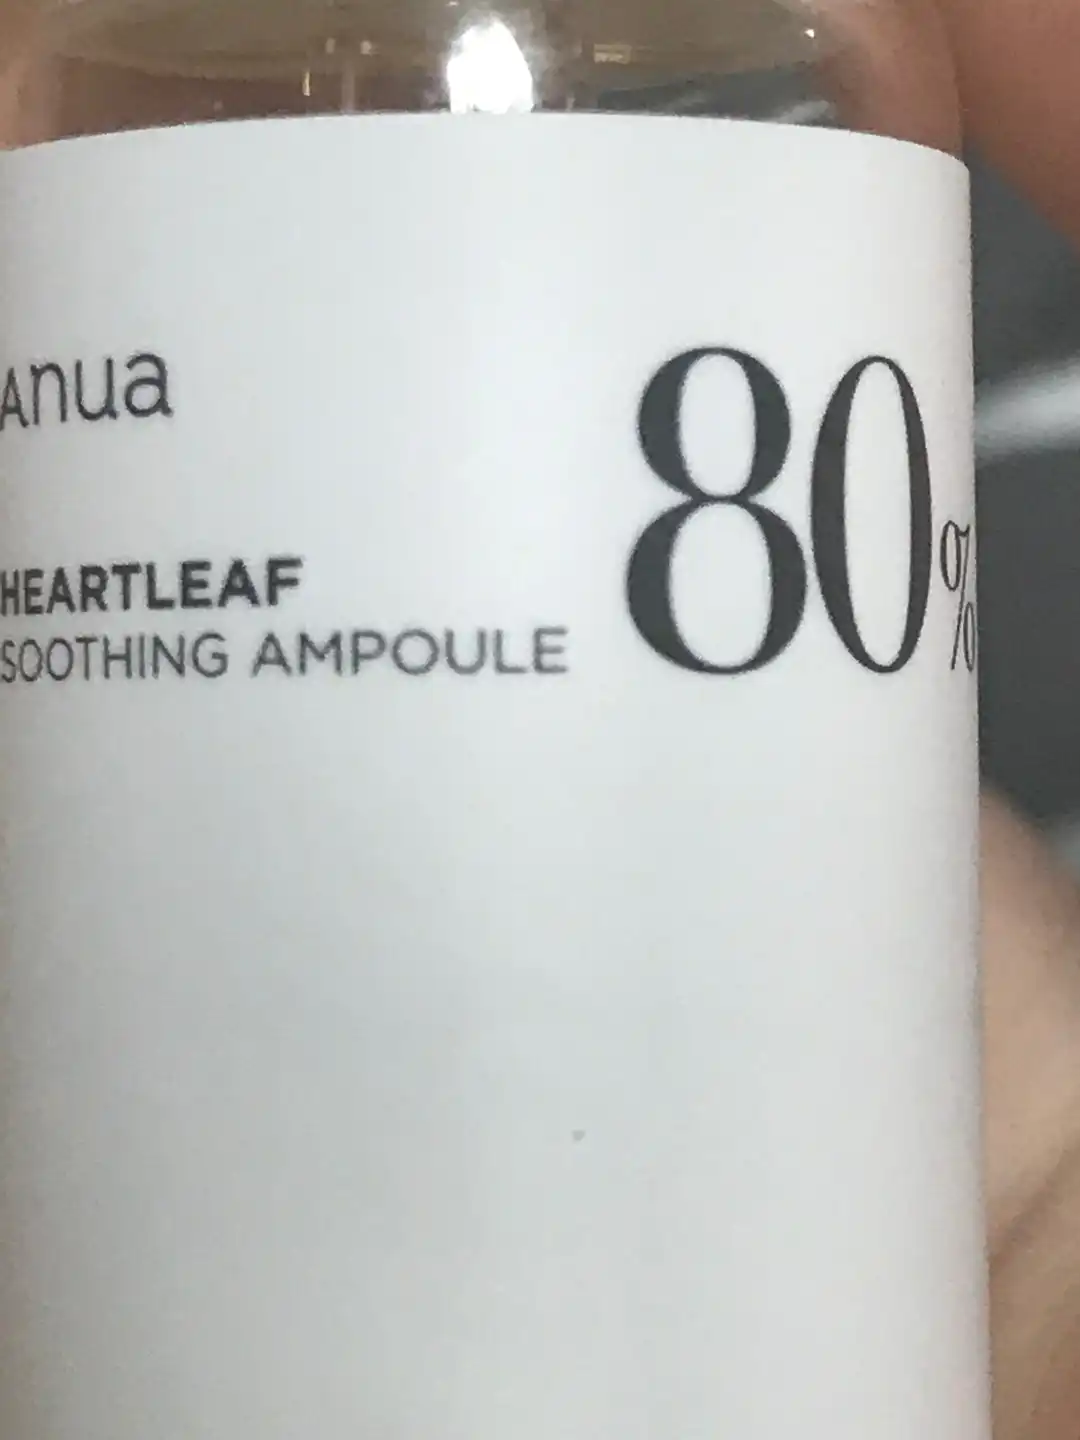 Anua
80%
HEARTLEAF
SOOTHING AMPOULE